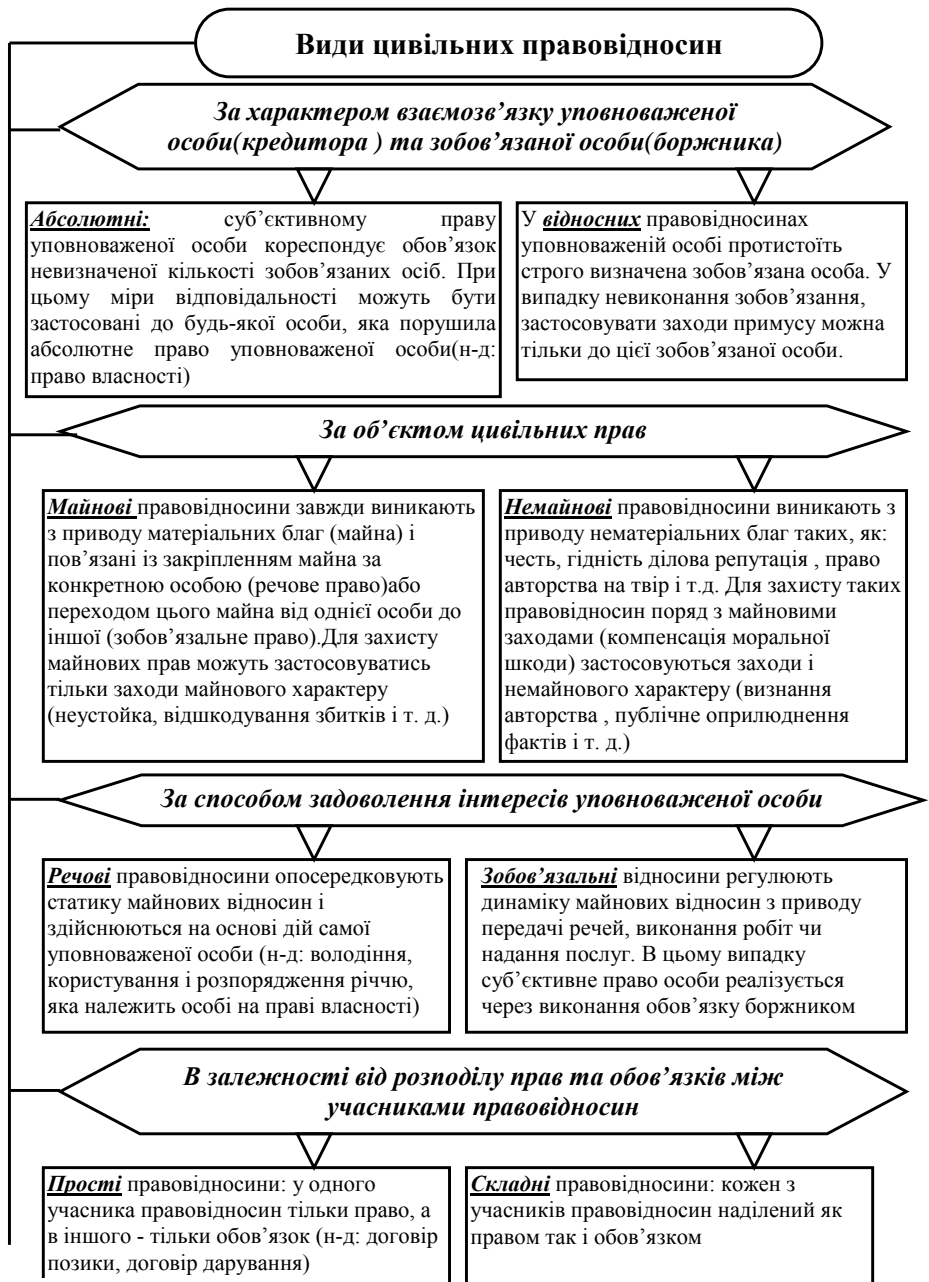 Види цивільних правовідносин
За характером взаємозв’язку уповноваженої
особи(кредитора ) та зобов’язаної особи(боржника)
Абсолютні: суб’єктивному праву
уповноваженої особи кореспондує обов’язок
невизначеної кількості зобов’язаних осіб. При
цьому міри відповідальності можуть бути
застосовані до будь-якої особи, яка порушила
абсолютне право уповноваженої особи(н-д:
право власності)
У відносних правовідносинах
уповноваженій особі протистоїть
строго визначена зобов’язана особа. У
випадку невиконання зобов’язання,
застосовувати заходи примусу можна
тільки до цієї зобов’язаної особи.
За об’єктом цивільних прав
Майнові правовідносини завжди виникають
з приводу матеріальних благ (майна) і
пов’язані із закріпленням майна за
конкретною особою (речове право)або
переходом цього майна від однієї особи до
іншої (зобов’язальне право).Для захисту
майнових прав можуть застосовуватись
тільки заходи майнового характеру
(неустойка, відшкодування збитків і т. д.)
Немайнові правовідносини виникають з
приводу нематеріальних благ таких, як:
честь, гідність ділова репутація , право
авторства на твір і т.д. Для захисту таких
правовідносин поряд з майновими
заходами (компенсація моральної
шкоди) застосовуються заходи і
немайнового характеру (визнання
авторства , публічне оприлюднення
фактів і т. д.)
За способом задоволення інтересів уповноваженої особи
Речові правовідносини опосередковують
статику майнових відносин і
здійснюються на основі дій самої
уповноваженої особи (н-д: володіння,
користування і розпорядження річчю,
яка належить особі на праві власності)
Зобов’язальні відносини регулюють
динаміку майнових відносин з приводу
передачі речей, виконання робіт чи
надання послуг. В цьому випадку
суб’єктивне право особи реалізується
через виконання обов’язку боржником
В залежності від розподілу прав та обов’язків між
учасниками правовідносин
Прості правовідносини: у одного
учасника правовідносин тільки право, а
в іншого - тільки обов’язок (н-д: договір
позики, договір дарування)
Складні правовідносини: кожен з
учасників правовідносин наділений як
правом так і обов’язком